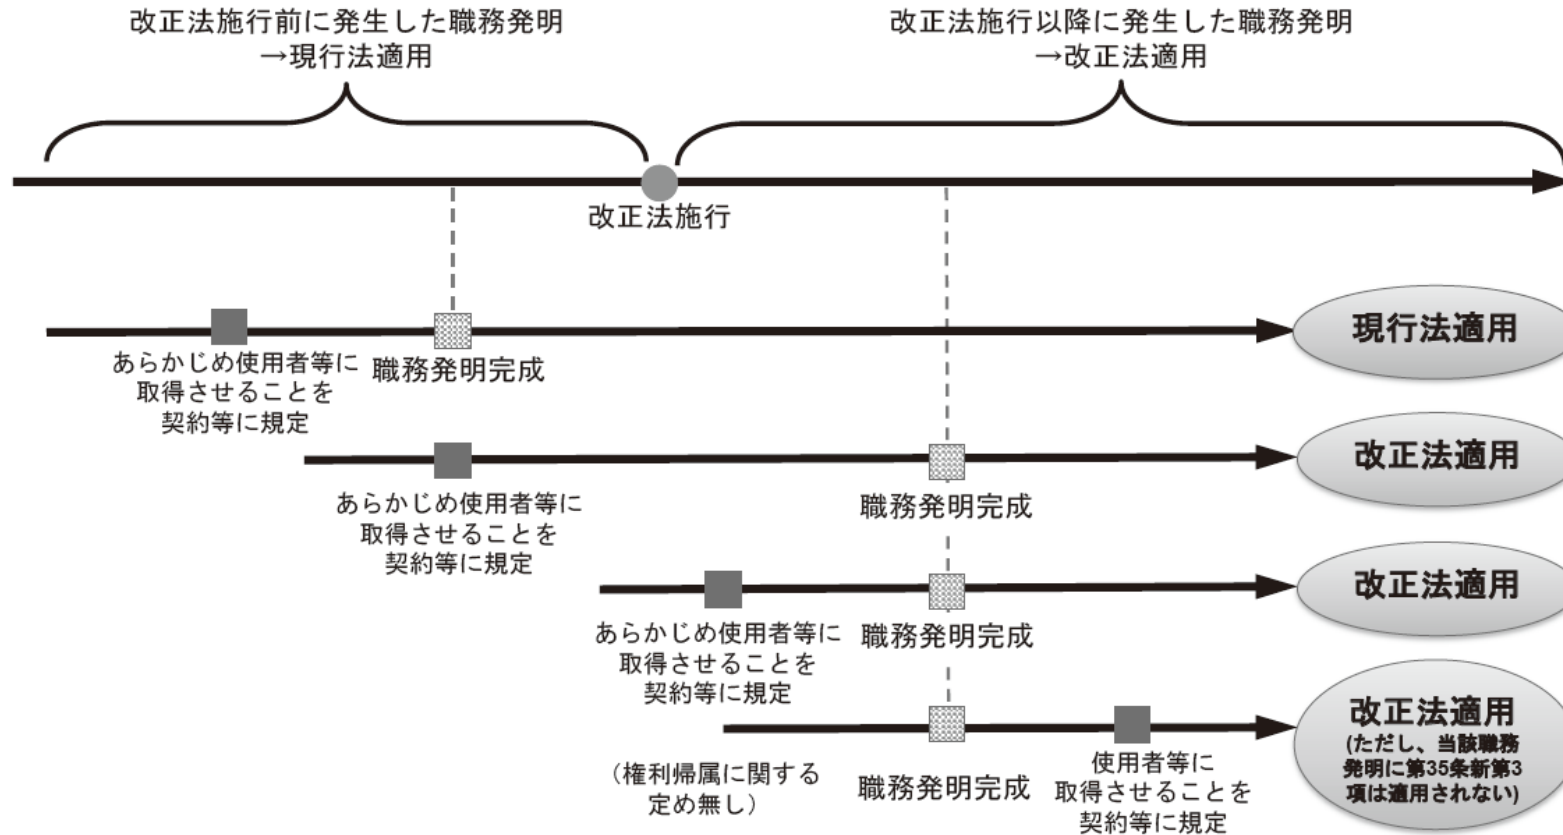 改正法施行前に発生した職務発明
→現行法適用
改正法施行以降に発生した職務発明
→改正法適用
改正法施行
あらかじめ使用者等に
取得させることを
契約等に規定
職務発明完成
現行法適用
あらかじめ使用者等に
取得させることを
契約等に規定
職務発明完成
改正法適用
あらかじめ使用者等に
取得させることを
契約等に規定
職務発明完成
改正法適用
（権利帰属に関する
定め無し）
職務発明完成
使用者等に
取得させることを
契約等に規定
改正法適用
(ただし、当該職務
発明に第35条新第3
項は適用されない)